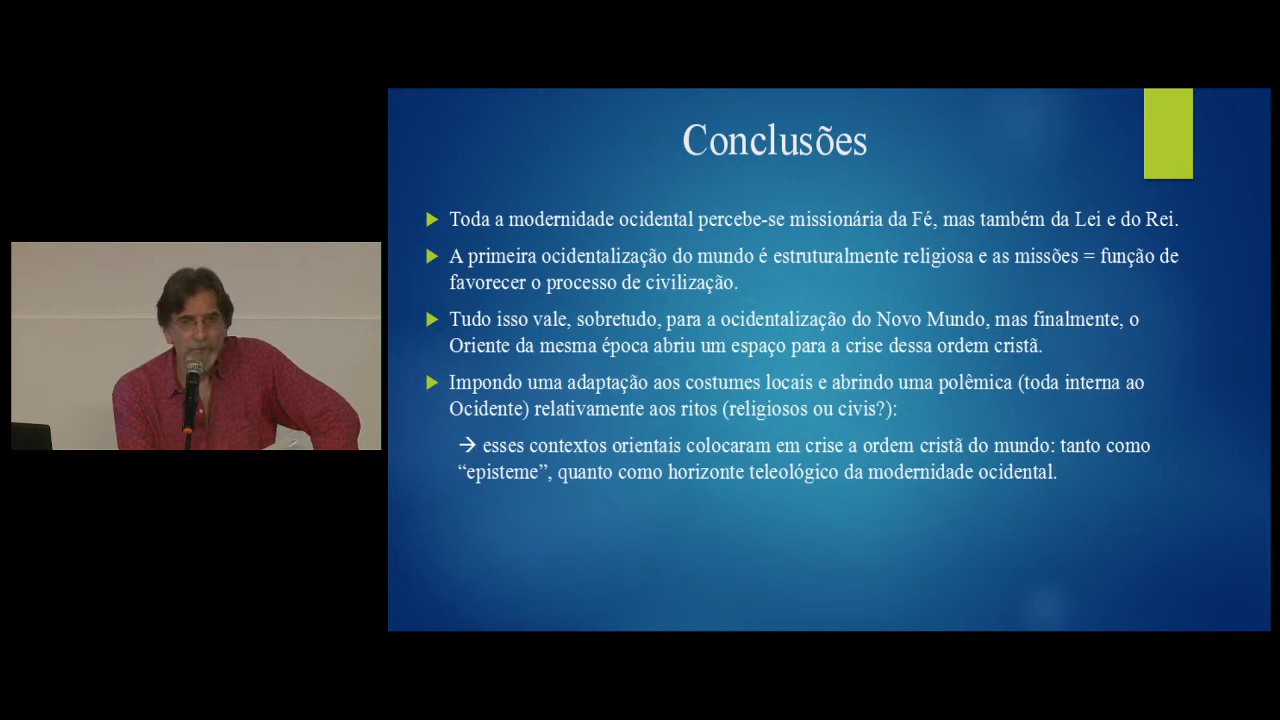 Conclusões
Toda a modernidade ocidental percebe-se missionária da Fé, mas também da Lei e do Rei.
A primeira ocidentalização do mundo é estruturalmente religiosa e as missões = função de
favorecer o processo de civilização.
Tudo isso vale, sobretudo, para a ocidentalização do Novo Mundo, mas finalmente, o
Oriente da mesma época abriu um espaço para a crise dessa ordem cristã.
Impondo uma adaptação aos costumes locais e abrindo uma polêmica (toda interna ao
Ocidente) relativamente aos ritos (religiosos ou civis?):
→ esses contextos orientais colocaram em crise a ordem cristã do mundo: tanto como
“episteme”, quanto como horizonte teleológico da modernidade ocidental.